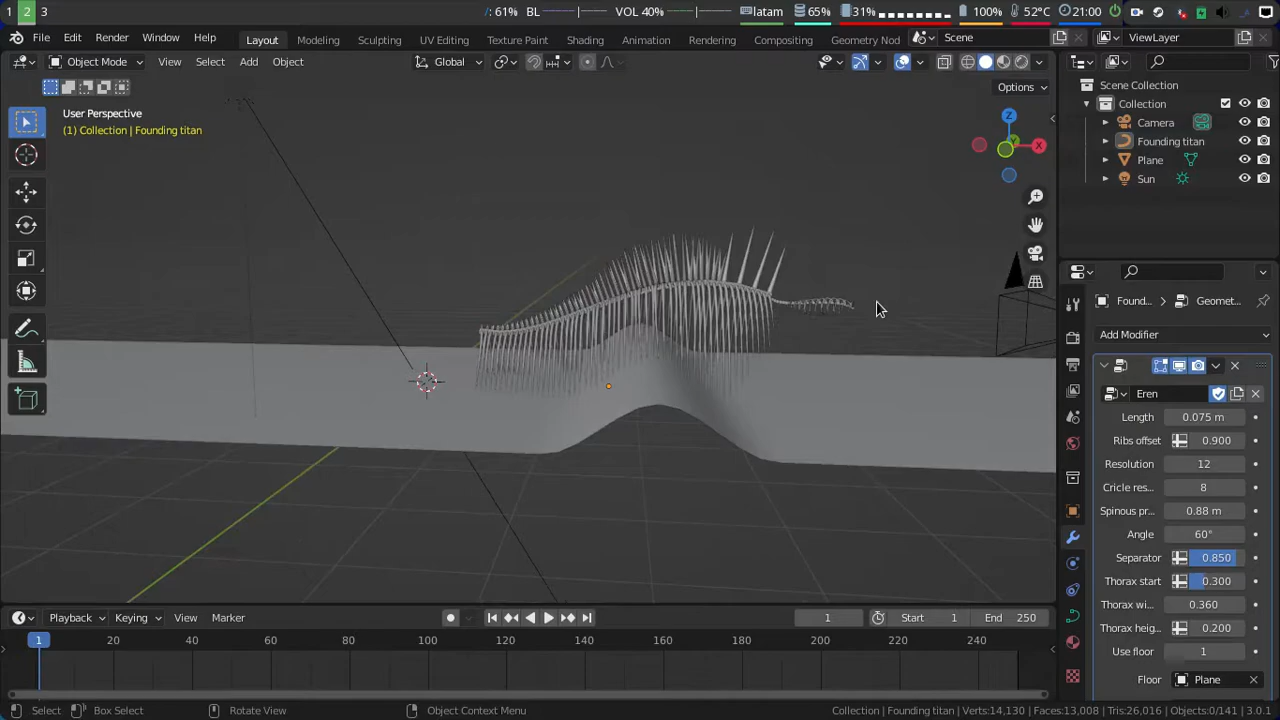 1 2 3 /: 61% BL VOL 40% latam 65% 31% 100% 52°C 21:00
File Edit Render Window Help Layout Modeling Sculpting UV Editing Texture Paint Shading Animation Rendering Compositing Geometry Nod Scene ViewLayer
Object Mode View Select Add Object Global
Options
User Perspective
(1) Collection | Founding titan
Z
X
Scene Collection
Collection
Camera
Founding titan
Plane
Sun
Found... Geomet...
Add Modifier
Eren
Length 0.075 m
Ribs offset 0.900
Resolution 12
Cricle res... 8
Spinous pr... 0.88 m
Angle 60°
Separator 0.850
Thorax start 0.300
Thorax wi... 0.360
Thorax heig... 0.200
Use floor 1
Floor Plane
Playback Keying View Marker 1 Start 1 End 250
1 20 40 60 80 100 120 140 160 180 200 220 240
Select Box Select Rotate View Object Context Menu Collection | Founding titan | Verts:14,130 | Faces:13,008 | Tris:26,016 | Objects:0/141 | 3.0.1